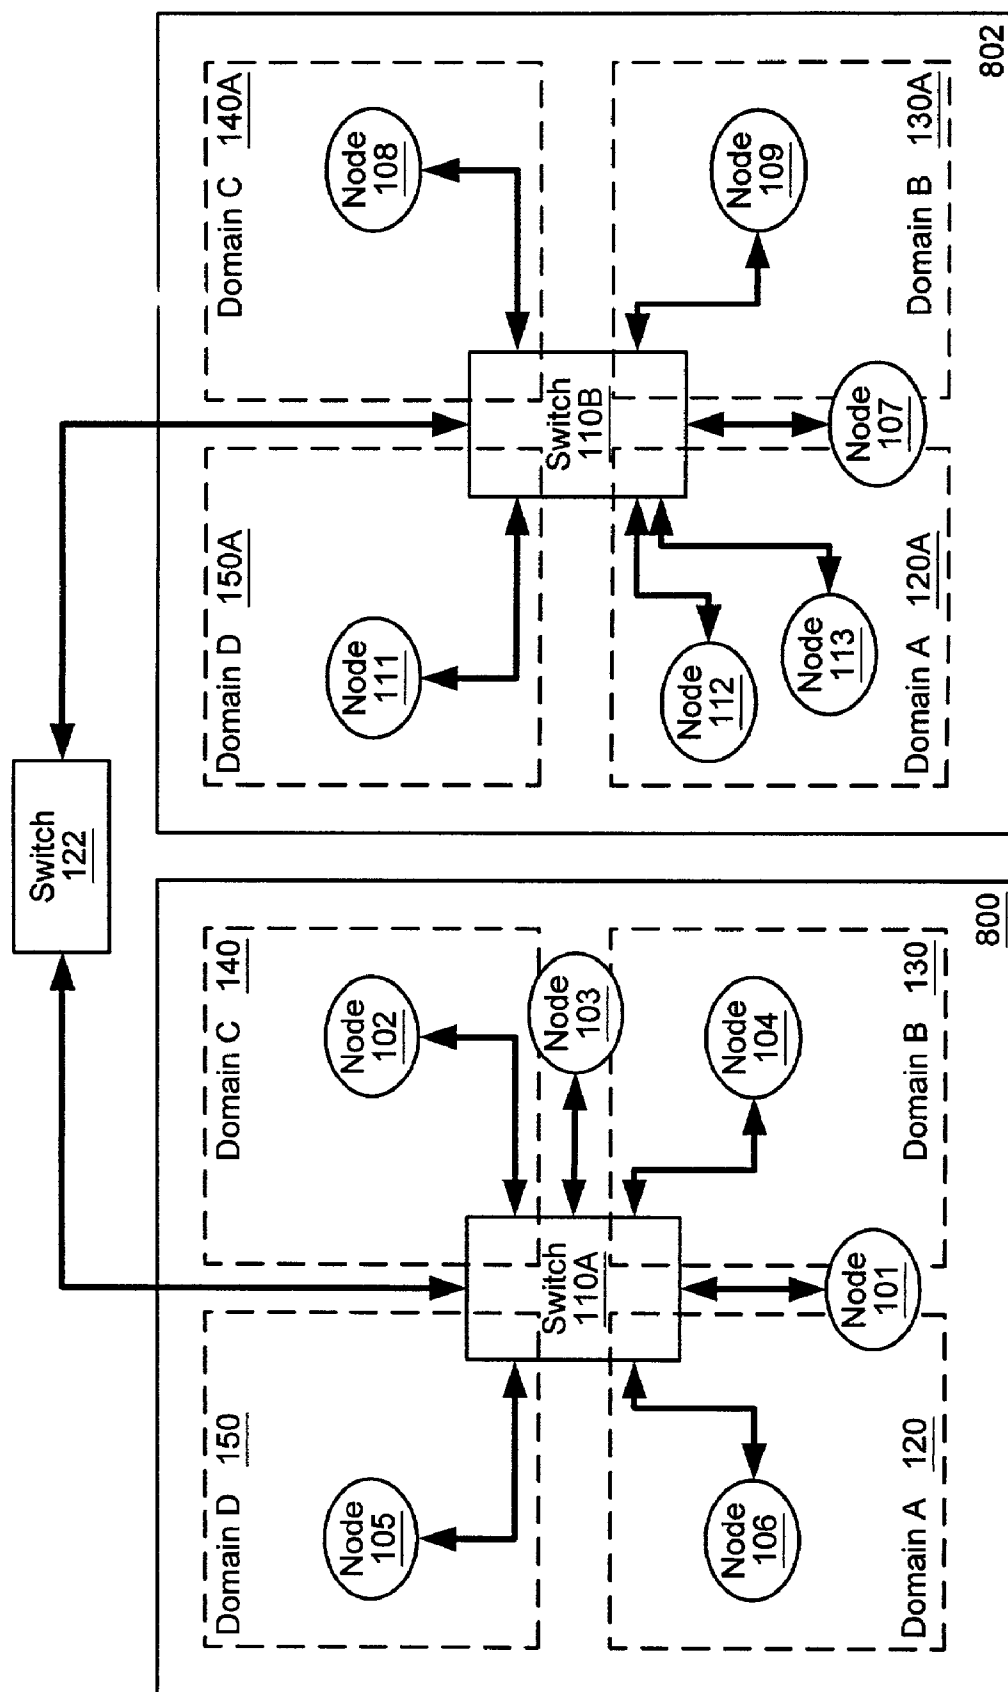 Switch
122
Domain D 150
Domain C 140
Domain D 150A
Domain C 140A
Node
105
Node
102
Node
111
Node
108
Switch
110A
Node
103
Switch
110B
Node
106
Node
104
Node
112
Node
109
Node
113
Node
101
Node
107
Domain A 120
Domain B 130
Domain A 120A
Domain B 130A
800
802